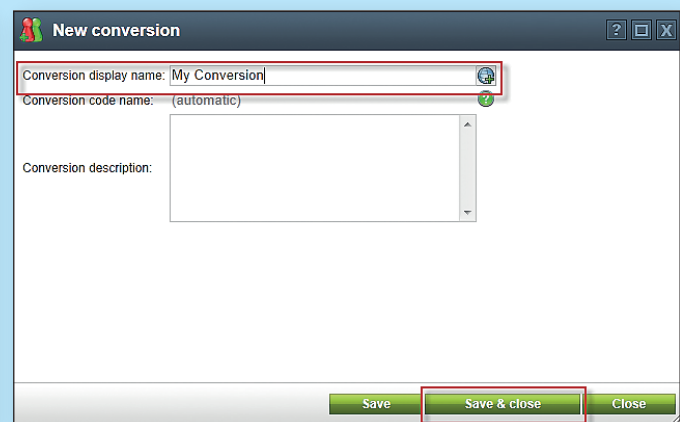 New conversion
? X
Conversion display name: My Conversion
Conversion code name: (automatic)
?
Conversion description:
Save Save & close Close